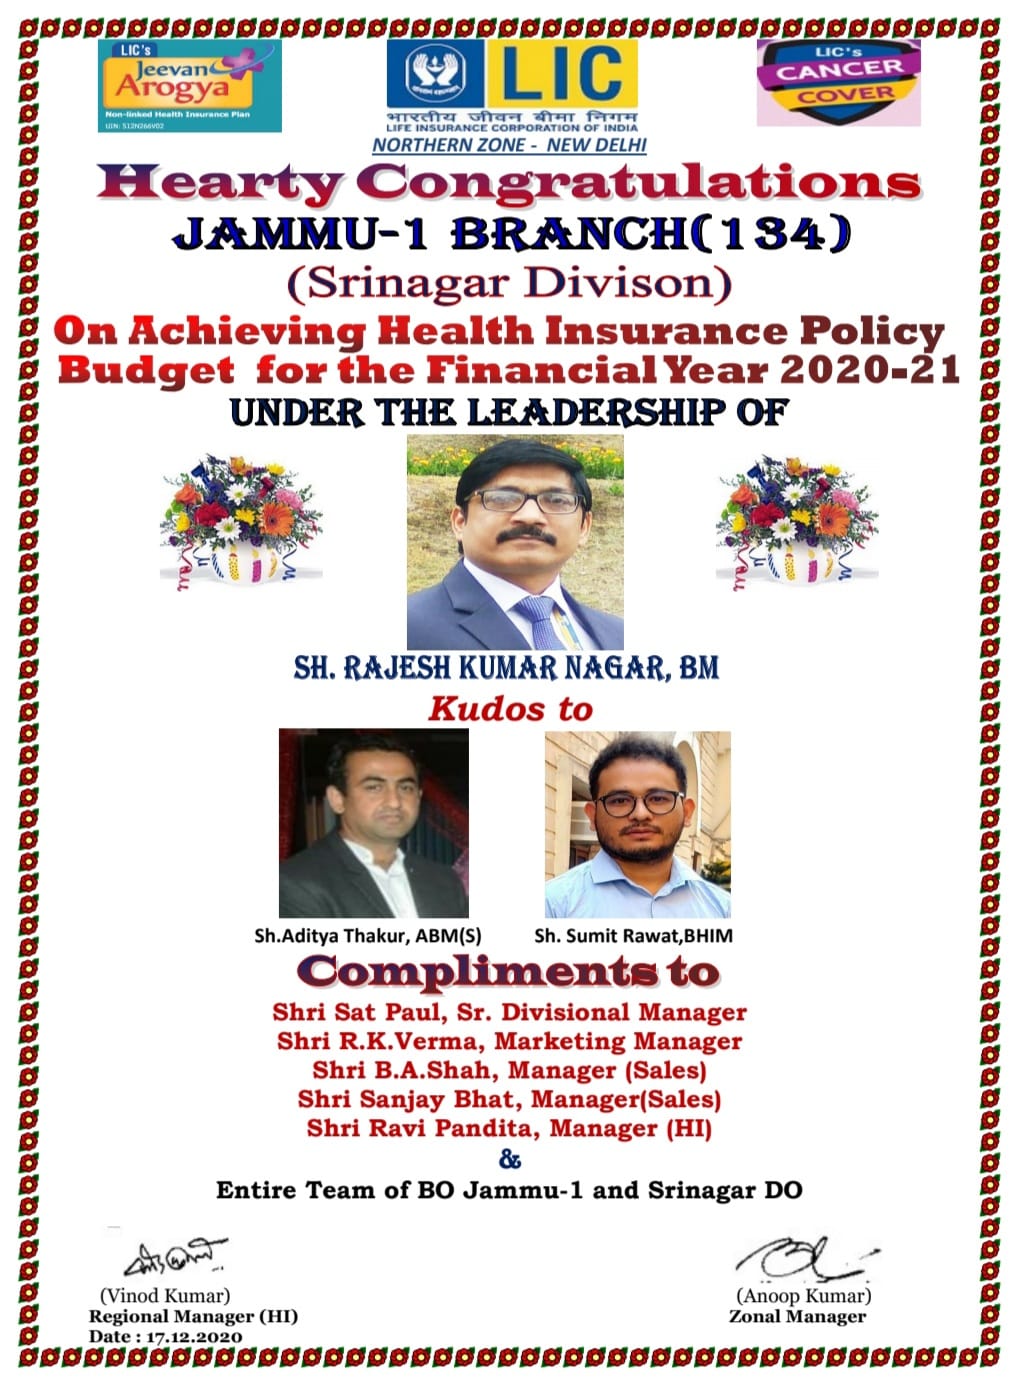 LIC's
Jeevan
Arogya
Non-linked Health Insurance Plan
UIN: 512N266V02
LIC
भारतीय जीवन बीमा निगम
LIFE INSURANCE CORPORATION OF INDIA
LIC's
CANCER
COVER
NORTHERN ZONE - NEW DELHI
Hearty Congratulations
JAMMU-1 BRANCH(134)
(Srinagar Divison)
On Achieving Health Insurance Policy
Budget for the Financial Year 2020-21
UNDER THE LEADERSHIP OF
SH. RAJESH KUMAR NAGAR, BM
Kudos to
Sh.Aditya Thakur, ABM(S)
Sh. Sumit Rawat,BHIM
Compliments to
Shri Sat Paul, Sr. Divisional Manager
Shri R.K.Verma, Marketing Manager
Shri B.A.Shah, Manager (Sales)
Shri Sanjay Bhat, Manager(Sales)
Shri Ravi Pandita, Manager (HI)
&
Entire Team of BO Jammu-1 and Srinagar DO
(Vinod Kumar)
Regional Manager (HI)
Date : 17.12.2020
(Anoop Kumar)
Zonal Manager